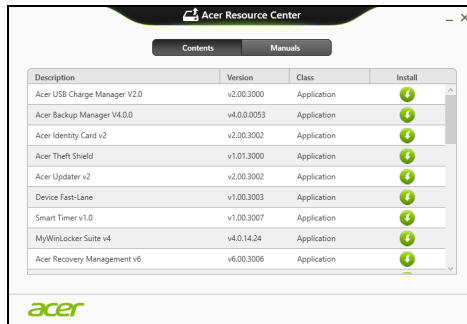 Acer Resource Center
Contents Manuals
Description Version Class Install
Acer USB Charge Manager V2.0 v2.00.3000 Application
Acer Backup Manager V4.0.0 v4.0.0.0053 Application
Acer Identity Card v2 v2.00.3002 Application
Acer Theft Shield v1.01.3000 Application
Acer Updater v2 v2.00.3002 Application
Device Fast-Lane v1.00.3003 Application
Smart Timer v1.0 v1.00.3007 Application
MyWinLocker Suite v4 v4.0.14.24 Application
Acer Recovery Management v6 v6.00.3006 Application
acer